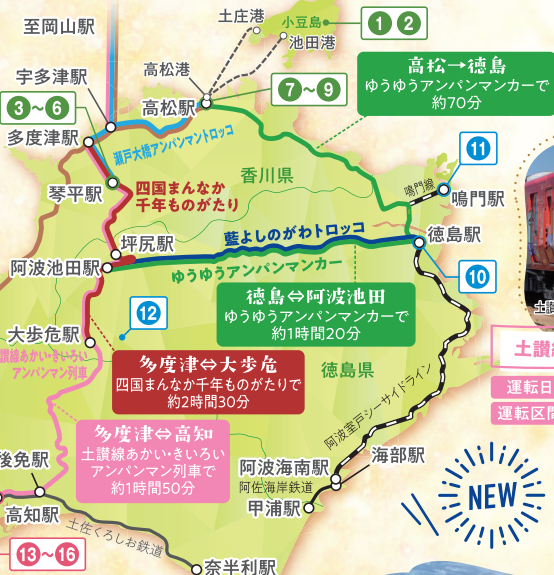 至岡山駅
土庄港
小豆島
① ②
池田港
宇多津駅
高松港
③〜⑥
高松駅
⑦〜⑨
高松→徳島
ゆうゆうアンパンマンカーで
約70分
多度津駅
瀬戸大橋アンパンマントロッコ
⑪
琴平駅
四国まんなか
千年ものがたり
香川県
鳴門線
鳴門駅
坪尻駅
藍よしのがわトロッコ
徳島駅
阿波池田駅
ゆうゆうアンパンマンカー
⑩
徳島⇔阿波池田
ゆうゆうアンパンマンカーで
約1時間20分
⑫
大歩危駅
讃線あかい・きいろい
アンパンマン列車
多度津⇔大歩危
四国まんなか千年ものがたりで
約2時間30分
徳島県
土讃
土讃線
運転日
運転区間
多度津⇔高知
土讃線あかい・きいろい
アンパンマン列車で
約1時間50分
阿波室戸シーサイドライン
後免駅
阿波海南駅
海部駅
阿佐海岸鉄道
甲浦駅
NEW
高知駅
土佐くろしお鉄道
⑬〜⑯
奈半利駅